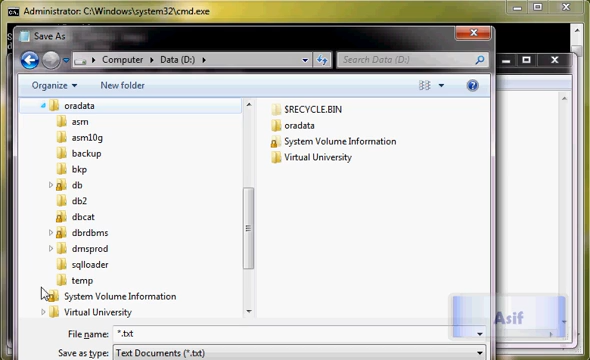 Administrator: C:\Windows\system32\cmd.exe
Save As
Computer ▸ Data (D:) ▸
Search Data (D:)
Organize
New folder
oradata
asm
asm10g
backup
bkp
db
db2
dbcat
dbrdbms
dmsprod
sqlloader
temp
System Volume Information
Virtual University
$RECYCLE.BIN
oradata
System Volume Information
Virtual University
File name: *.txt
Save as type: Text Documents (*.txt)
Asif